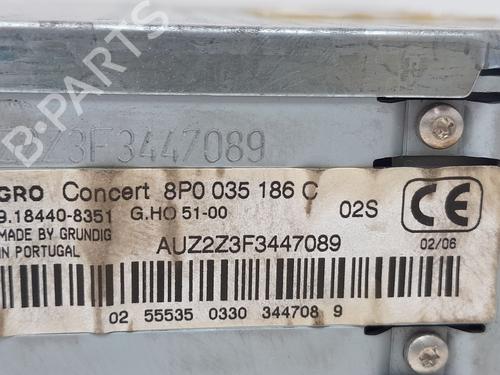 B-PARTS
Z2Z3F3447089
GRO Concert 8P0 035 186 C
9.18440-8351 G.HO 51-00 02S
MADE BY GRUNDIG
IN PORTUGAL AUZ2Z3F3447089
CE
02/06
02 55535 0330 344708 9